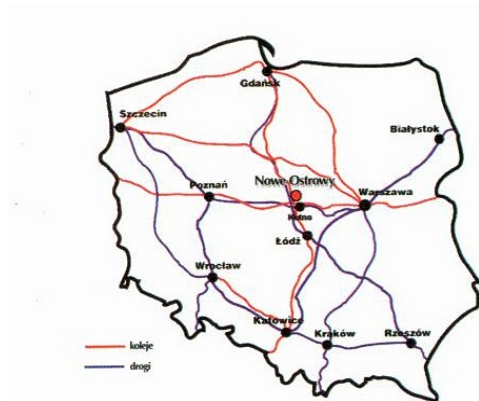 Gdańsk
Szczecin
Białystok
Poznań
Nowe Ostrowy
Warszawa
Kutno
Łódź
Wrocław
Katowice
Kraków
Rzeszów
koleje
drogi